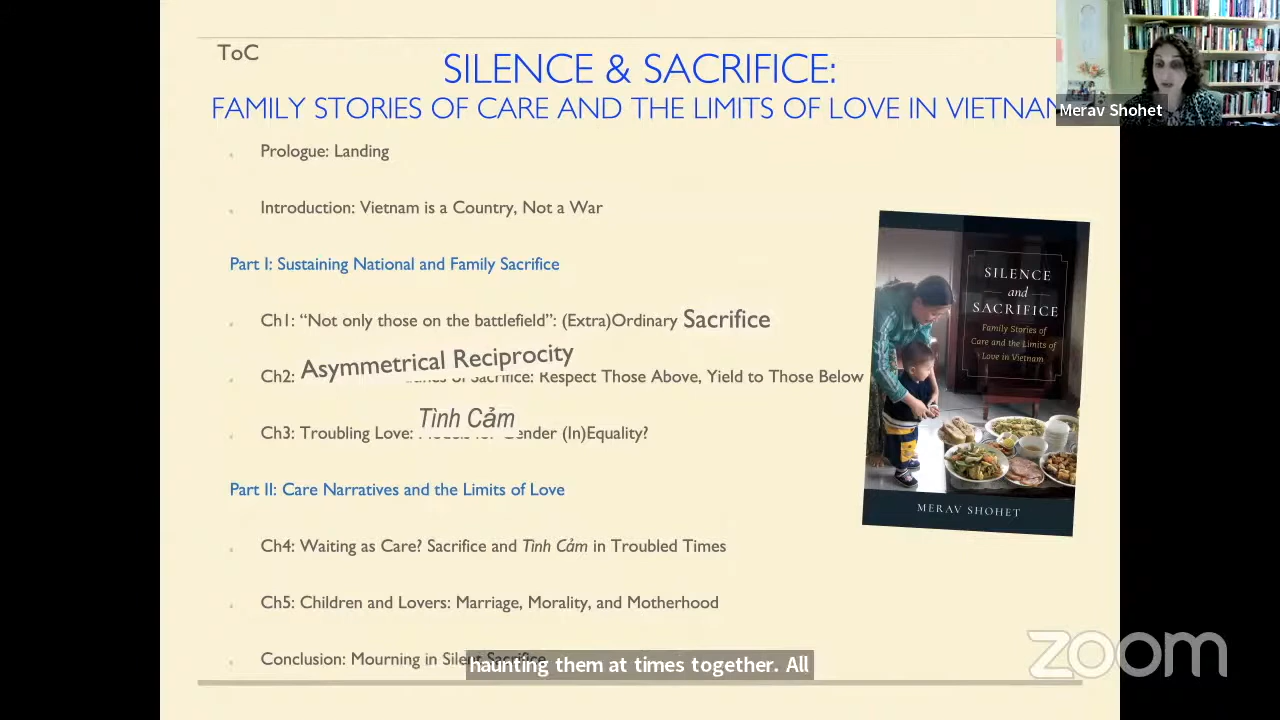 ToC
SILENCE & SACRIFICE:
FAMILY STORIES OF CARE AND THE LIMITS OF LOVE IN VIETNAM
Merav Shohet
Prologue: Landing
Introduction: Vietnam is a Country, Not a War
Part I: Sustaining National and Family Sacrifice
Ch1: “Not only those on the battlefield”: (Extra)Ordinary Sacrifice
Asymmetrical Reciprocity
Ch2: of Sacrifice: Respect Those Above, Yield to Those Below
Tình Cảm
Ch3: Troubling Love: Gender (In)Equality?
Part II: Care Narratives and the Limits of Love
Ch4: Waiting as Care? Sacrifice and Tình Cảm in Troubled Times
Ch5: Children and Lovers: Marriage, Morality, and Motherhood
Conclusion: Mourning in Silent Sacrifice
haunting them at times together. All
SILENCE
and
SACRIFICE
Family Stories of
Care and the Limits of
Love in Vietnam
MERAV SHOHET
zoom